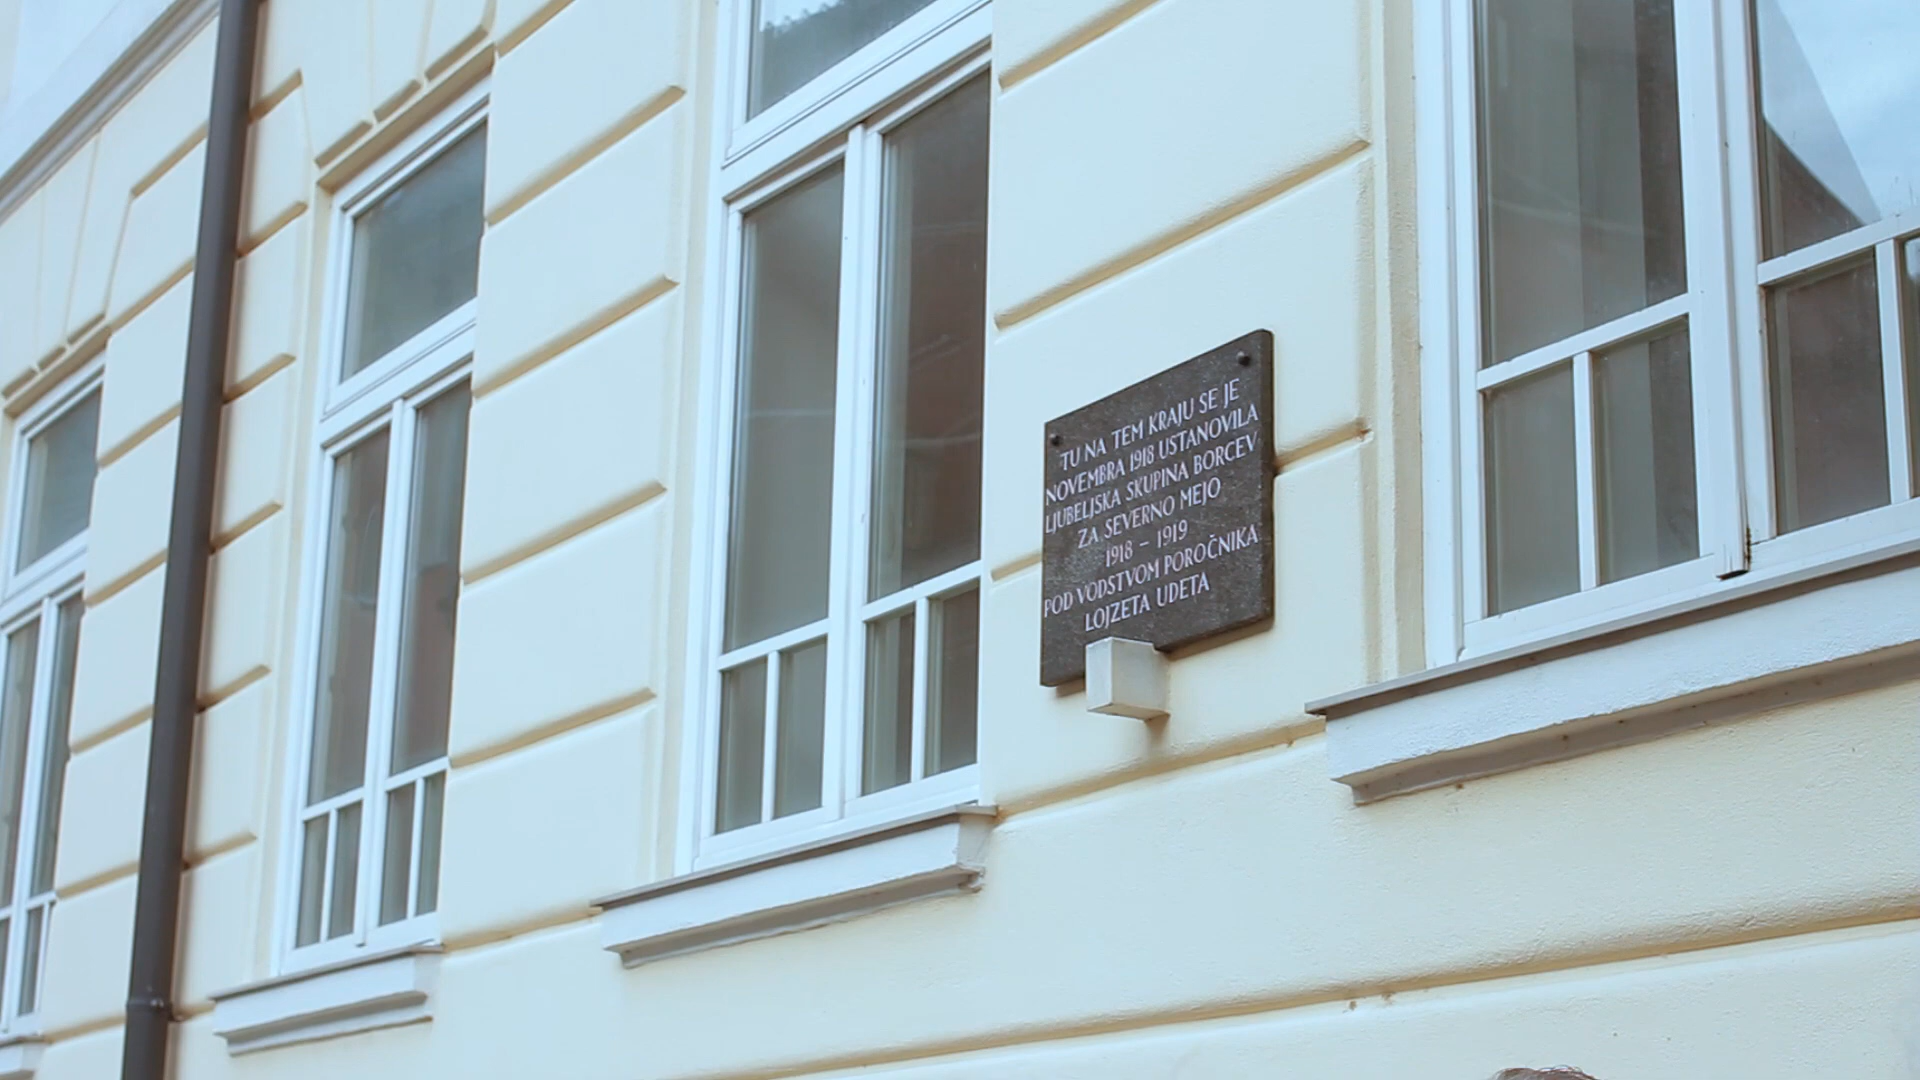 TU NA TEM KRAJU SE JE
NOVEMBRA 1918 USTANOVILA
LJUBELJSKA SKUPINA BORCEV
ZA SEVERNO MEJO
1918 – 1919
POD VODSTVOM POROČNIKA
LOJZETA UDETA